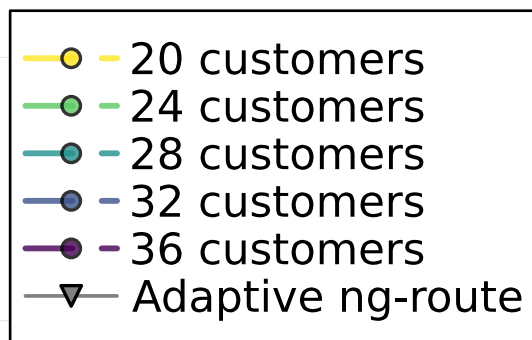 20 customers
24 customers
28 customers
32 customers
36 customers
Adaptive ng-route